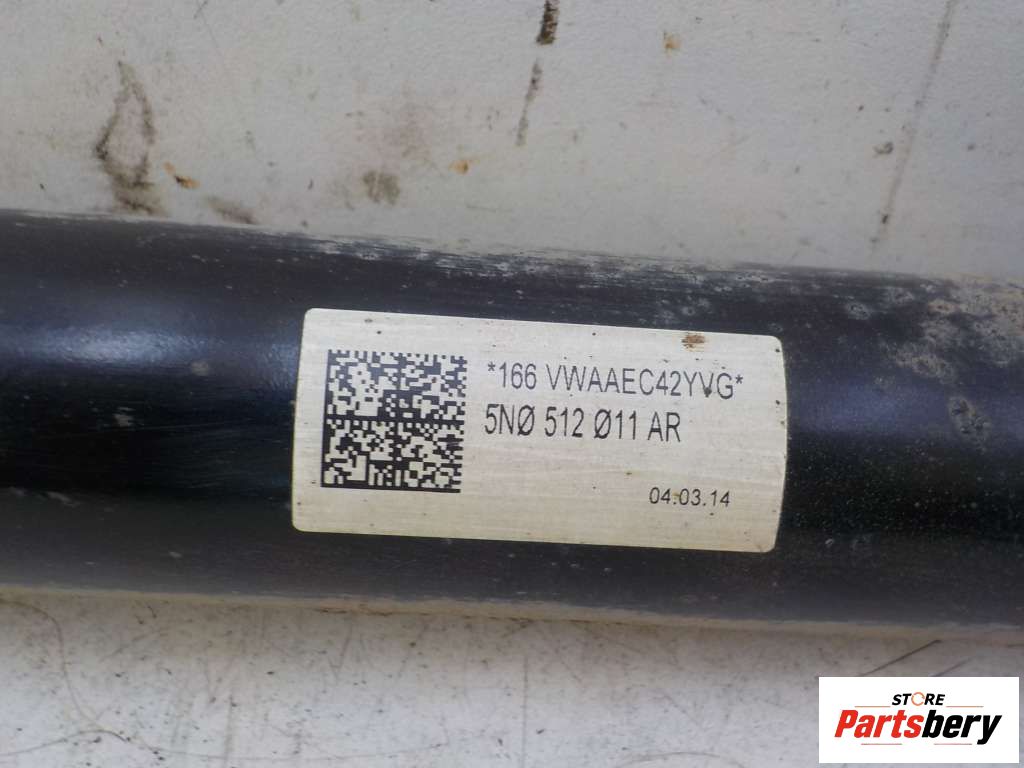 *166 VWAAEC42YVG*
5NØ 512 Ø11 AR
04.03.14
STORE
Partsbery